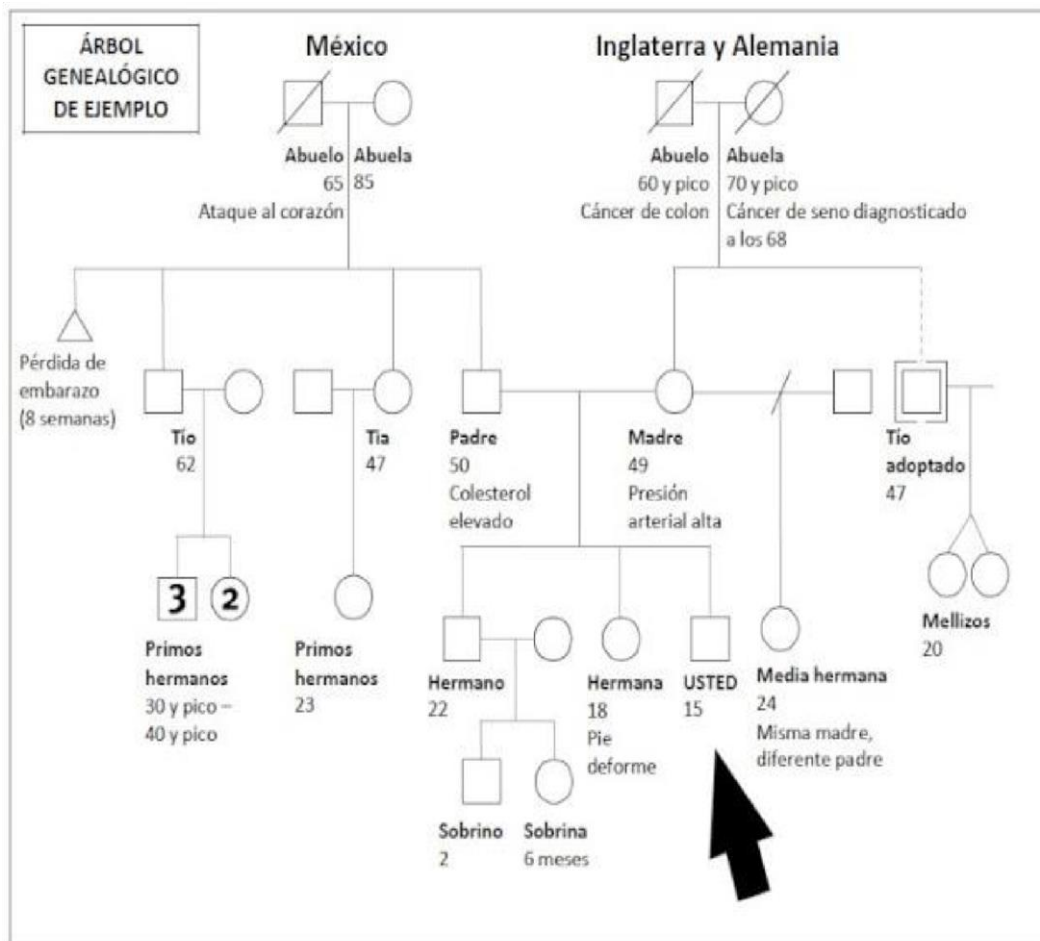 ÁRBOL
GENEALÓGICO
DE EJEMPLO
México
Inglaterra y Alemania
Abuelo
65
Ataque al corazón
Abuela
85
Abuelo
60 y pico
Cáncer de colon
Abuela
70 y pico
Cáncer de seno diagnosticado
a los 68
Pérdida de
embarazo
(8 semanas)
Tío
62
Tia
47
Padre
50
Colesterol
elevado
Madre
49
Presión
arterial alta
Tío
adoptado
47
3
2
Primos
hermanos
30 y pico –
40 y pico
Primos
hermanos
23
Hermano
22
Hermana
18
Pie
deforme
USTED
15
Media hermana
24
Misma madre,
diferente padre
Mellizos
20
Sobrino
2
Sobrina
6 meses